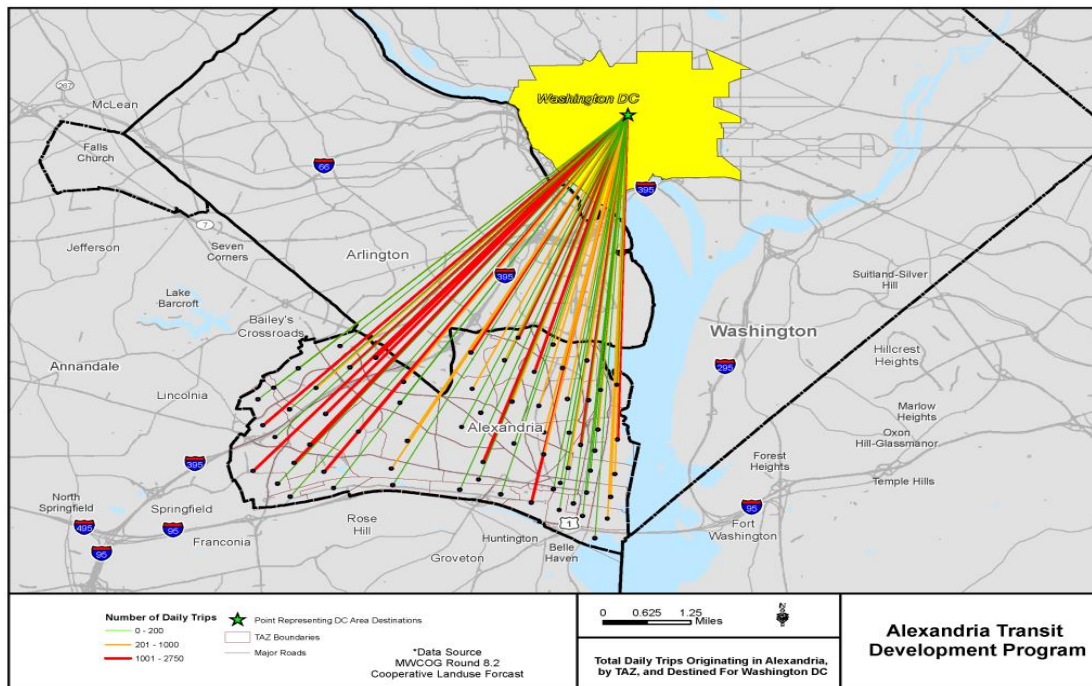 Washington DC
267
McLean
Falls
Church
66
395
7
Jefferson
Seven
Corners
Arlington
395
Suitland-Silver
Hill
Lake
Barcroft
Bailey's
Crossroads
Washington
Annandale
295
Hillcrest
Heights
Lincolnia
Alexandria
Marlow
Heights
Oxon
Hill-Glassmanor
395
Forest
Heights
Temple Hills
North
Springfield
Springfield
495
95
Franconia
95
Rose
Hill
Groveton
Huntington
1
Belle
Haven
95
Fort
Washington
Number of Daily Trips
0 - 200
201 - 1000
1001 - 2750
Point Representing DC Area Destinations
TAZ Boundaries
Major Roads
*Data Source
MWCOG Round 8.2
Cooperative Landuse Forcast
0 0.625 1.25
Miles
North
Total Daily Trips Originating in Alexandria,
by TAZ, and Destined For Washington DC
Alexandria Transit
Development Program